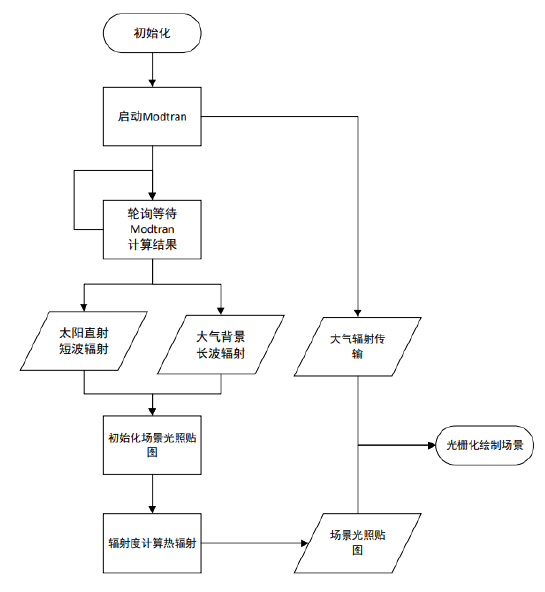 初始化
启动Modtran
轮询等待
Modtran
计算结果
太阳直射
短波辐射
大气背景
长波辐射
大气辐射传
输
初始化场景光照贴
图
光栅化绘制场景
辐射度计算热辐射
场景光照贴
图